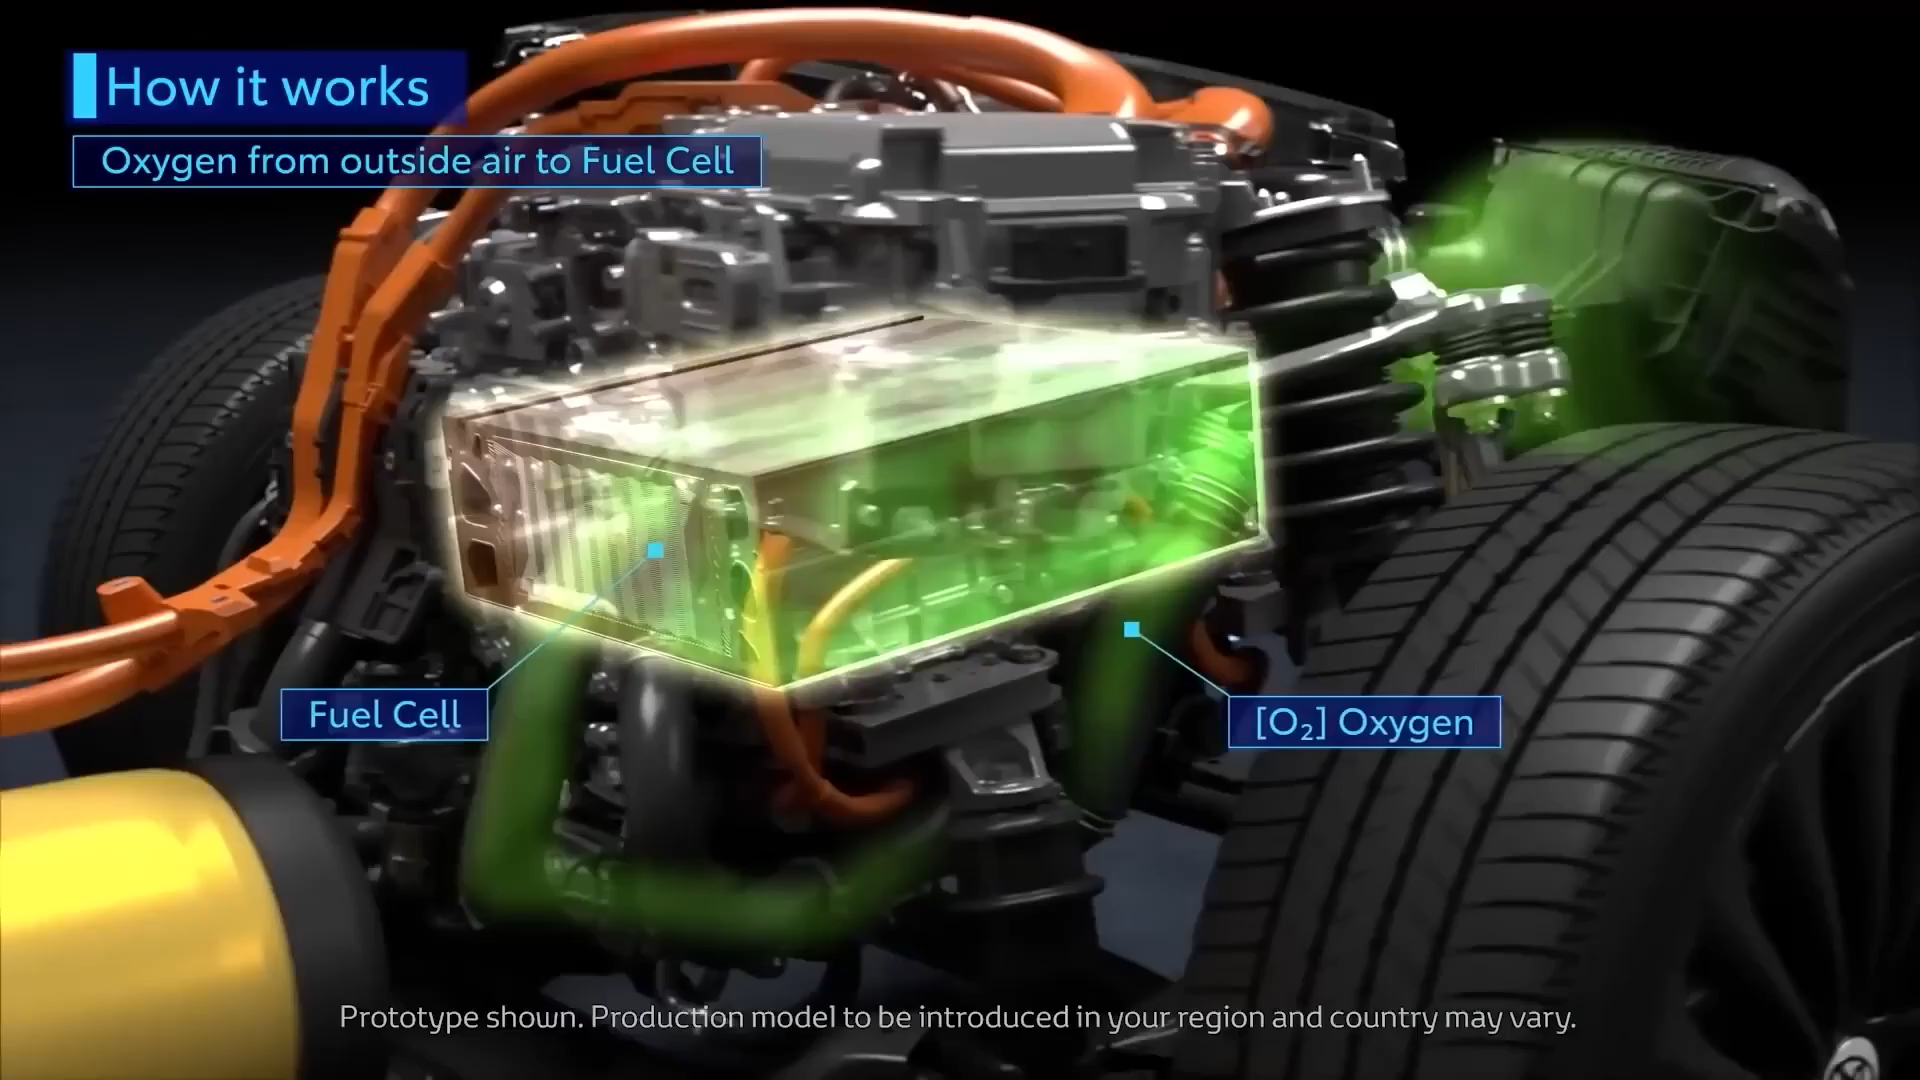 How it works
Oxygen from outside air to Fuel Cell
Fuel Cell
[O₂] Oxygen
Prototype shown. Production model to be introduced in your region and country may vary.